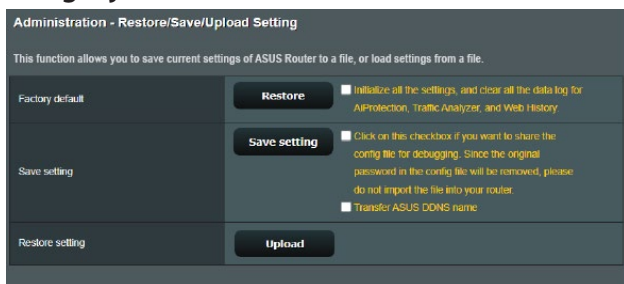 Administration - Restore/Save/Upload Setting
This function allows you to save current settings of ASUS Router to a file, or load settings from a file.
Factory default
Restore
Initialize all the settings, and clear all the data log for
AiProtection, Traffic Analyzer, and Web History
Save setting
Save setting
Click on this checkbox if you want to share the
config file for debugging. Since the original
password in the config file will be removed, please
do not import the file into your router.
Transfer ASUS DDNS name
Restore setting
Upload